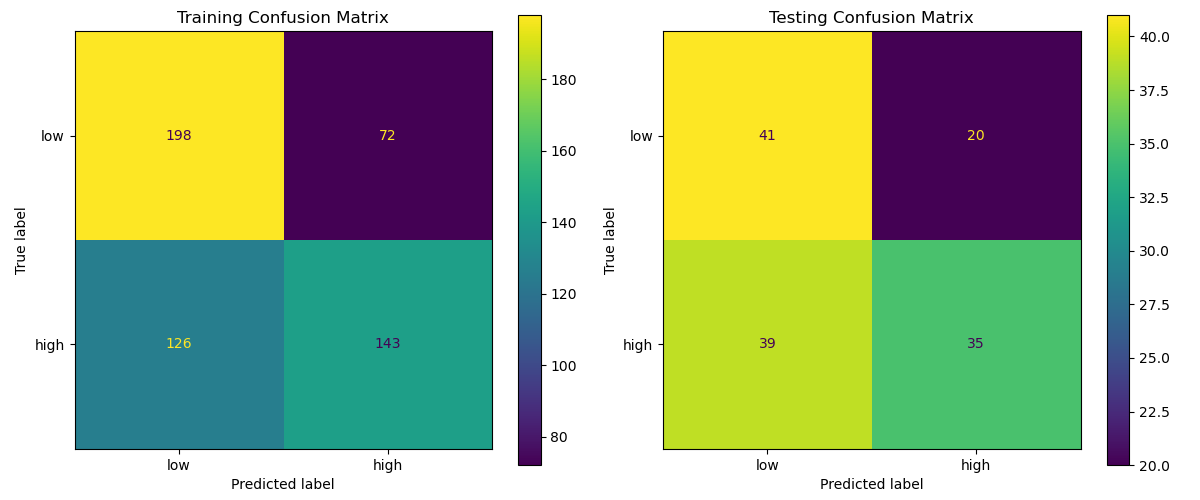 Training Confusion Matrix
True label
low
high
198
72
126
143
low
high
Predicted label
180
160
140
120
100
80
Testing Confusion Matrix
True label
low
high
41
20
39
35
low
high
Predicted label
40.0
37.5
35.0
32.5
30.0
27.5
25.0
22.5
20.0